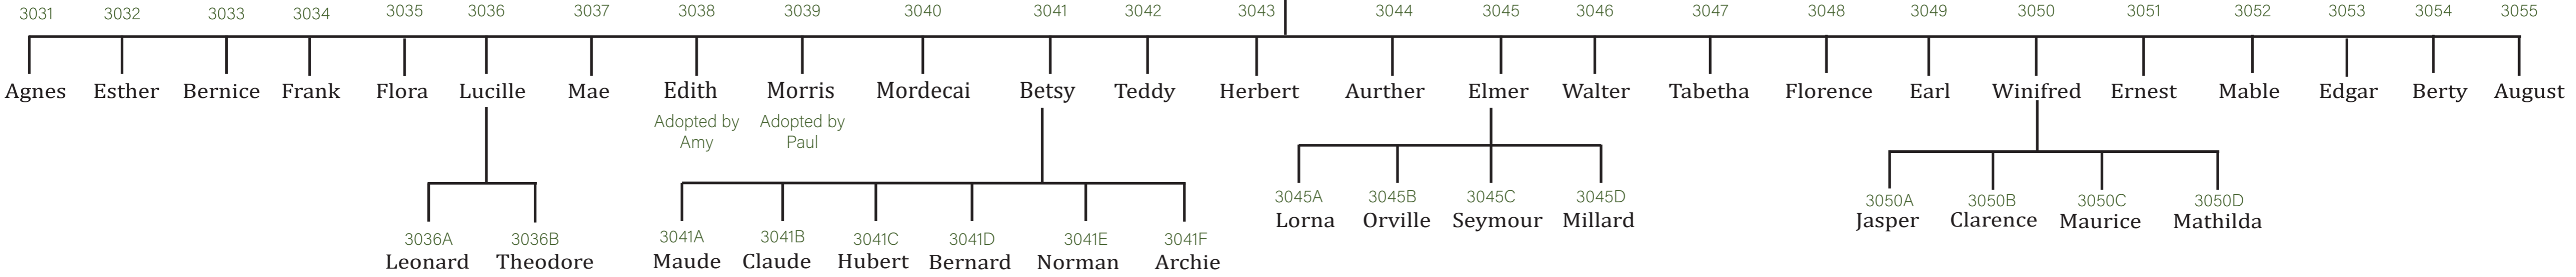 3031 3032 3033 3034 3035 3036 3037 3038 3039 3040 3041 3042 3043 3044 3045 3046 3047 3048 3049 3050 3051 3052 3053 3054 3055
Agnes Esther Bernice Frank Flora Lucille Mae Edith Morris Mordecai Betsy Teddy Herbert Aurther Elmer Walter Tabetha Florence Earl Winifred Ernest Mable Edgar Berty August
Adopted by Adopted by
Amy Paul
3045A 3045B 3045C 3045D 3050A 3050B 3050C 3050D
Lorna Orville Seymour Millard Jasper Clarence Maurice Mathilda
3036A 3036B 3041A 3041B 3041C 3041D 3041E 3041F
Leonard Theodore Maude Claude Hubert Bernard Norman Archie